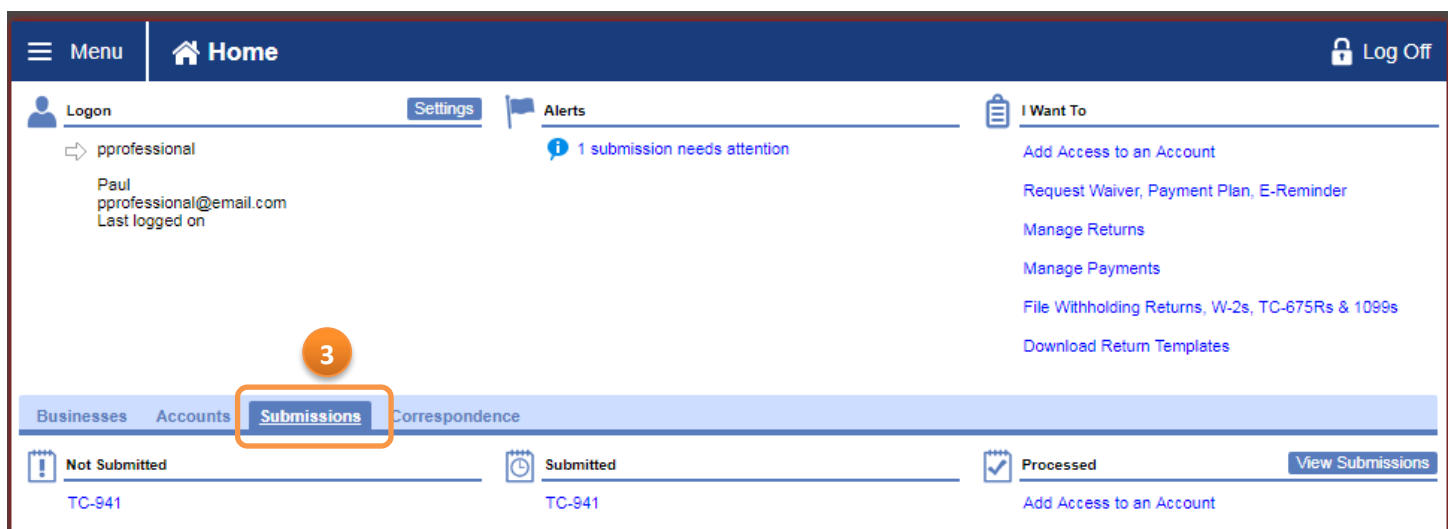 Menu
Home
Log Off
Logon
Settings
Alerts
I Want To
pprofessional
1 submission needs attention
Add Access to an Account
Paul
pprofessional@email.com
Last logged on
Request Waiver, Payment Plan, E-Reminder
Manage Returns
Manage Payments
File Withholding Returns, W-2s, TC-675Rs & 1099s
Download Return Templates
3
Businesses
Accounts
Submissions
Correspondence
Not Submitted
Submitted
Processed
View Submissions
TC-941
TC-941
Add Access to an Account